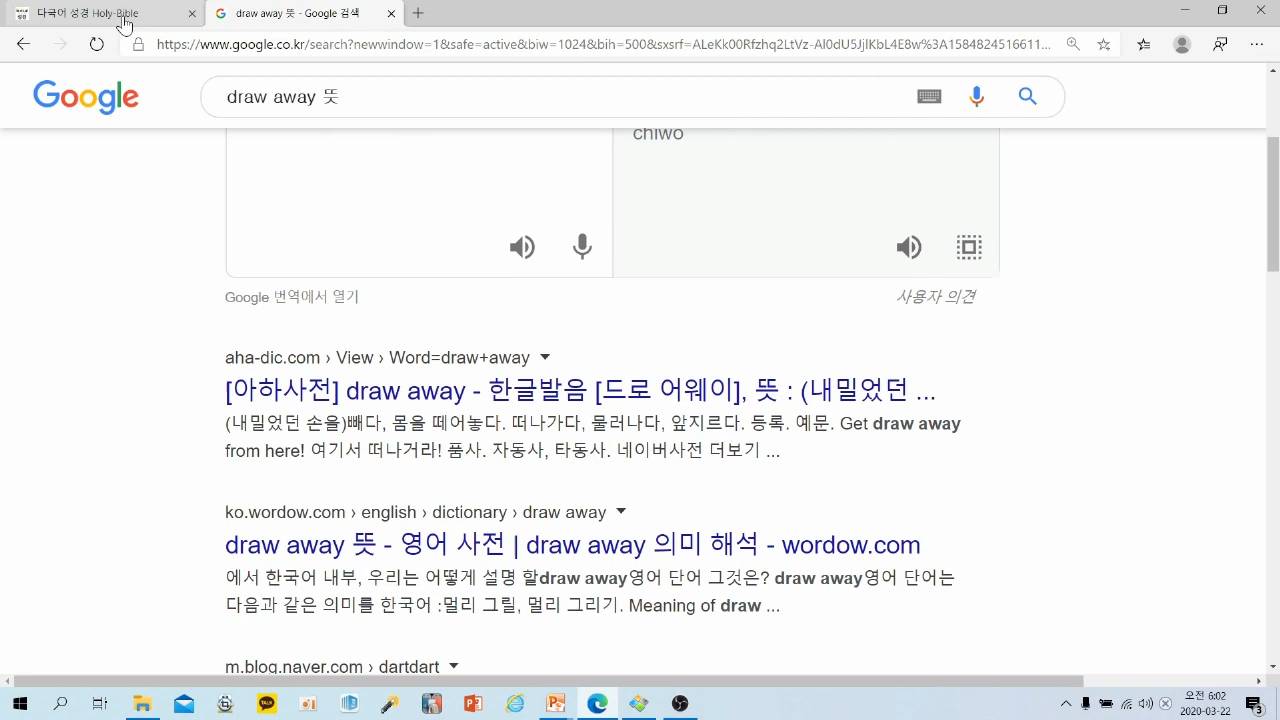 다국어 성경 Holy-Bible
draw away 뜻 - Google 검색
https://www.google.co.kr/search?newwindow=1&safe=active&biw=1024&bih=500&sxsrf=ALeKk00Rfzhq2LtVz-Al0dU5JjlKbL4E8w%3A1584824516611...
Google
draw away 뜻
chiwo
Google 번역에서 열기
사용자 의견
aha-dic.com › View › Word=draw+away
[아하사전] draw away - 한글발음 [드로 어웨이], 뜻 : (내밀었던 ...
(내밀었던 손을)빼다, 몸을 떼어놓다. 떠나가다, 물러나다, 앞지르다. 등록. 예문. Get draw away
from here! 여기서 떠나거라! 품사. 자동사, 타동사. 네이버사전 더보기 ...
ko.wordow.com › english › dictionary › draw away
draw away 뜻 - 영어 사전 | draw away 의미 해석 - wordow.com
에서 한국어 내부, 우리는 어떻게 설명 할draw away영어 단어 그것은? draw away영어 단어는
다음과 같은 의미를 한국어 :멀리 그릴, 멀리 그리기. Meaning of draw ...
m.blog.naver.com › dartdart
TALK
오전 6:02
2020-03-22
3